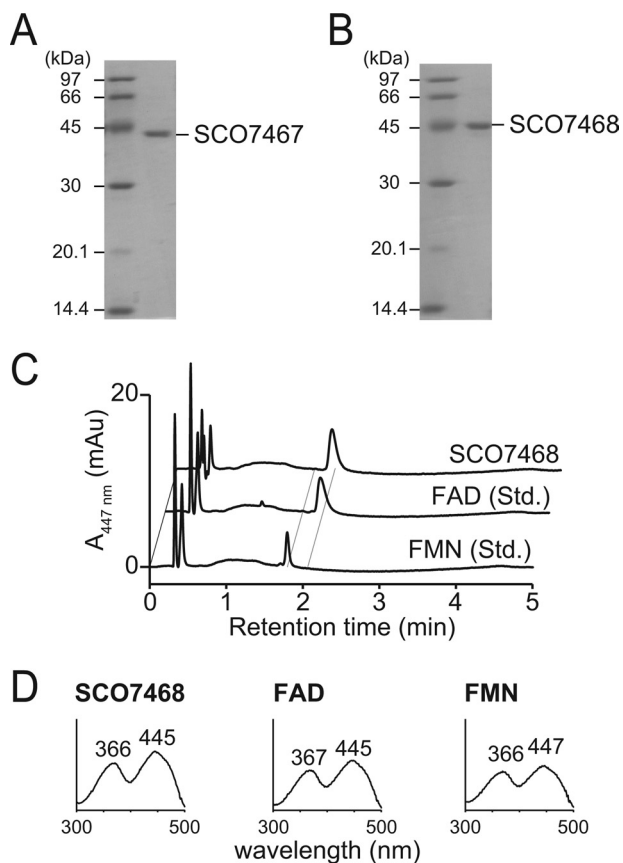 A
(kDa)
97
66
45
30
20.1
14.4
SCO7467
B
(kDa)
97
66
45
30
20.1
14.4
SCO7468
C
20
0
A447 nm (mAu)
SCO7468
FAD (Std.)
FMN (Std.)
0 1 2 3 4 5
Retention time (min)
D
SCO7468 FAD FMN
366 445
367 445
366 447
300 500 300 500 300 500
wavelength (nm)